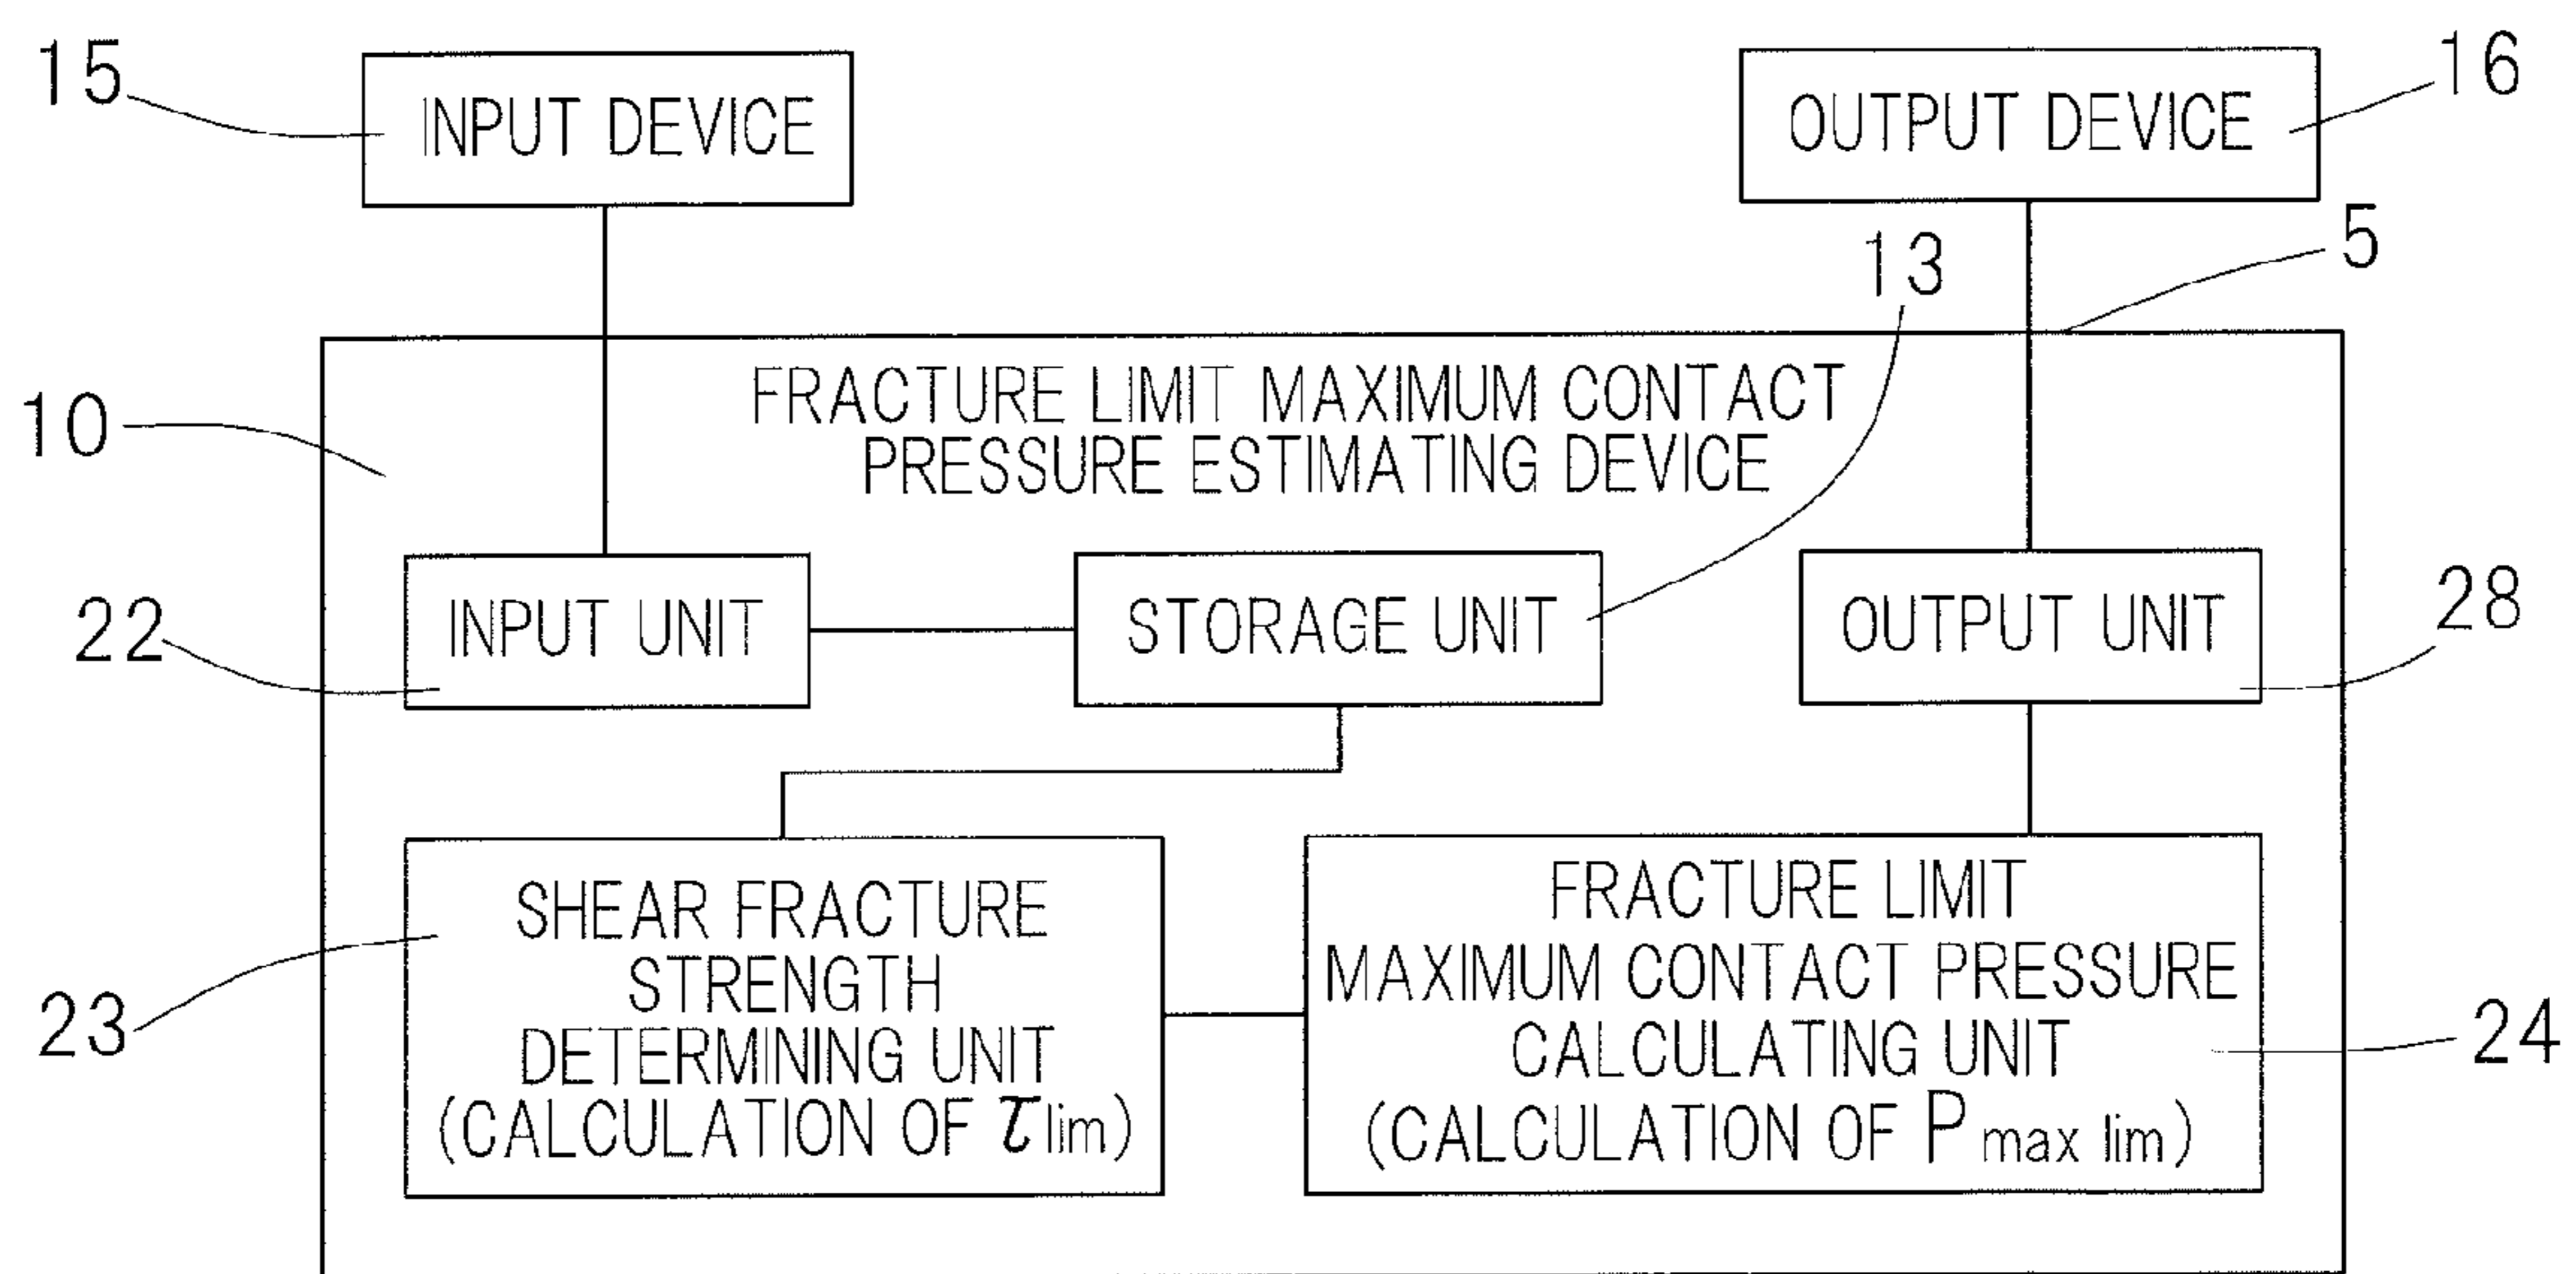 15
INPUT DEVICE
OUTPUT DEVICE
16
5
13
10
FRACTURE LIMIT MAXIMUM CONTACT
PRESSURE ESTIMATING DEVICE
22
INPUT UNIT
STORAGE UNIT
OUTPUT UNIT
28
23
SHEAR FRACTURE
STRENGTH
DETERMINING UNIT
(CALCULATION OF τlim)
FRACTURE LIMIT
MAXIMUM CONTACT PRESSURE
CALCULATING UNIT
(CALCULATION OF Pmax lim)
24